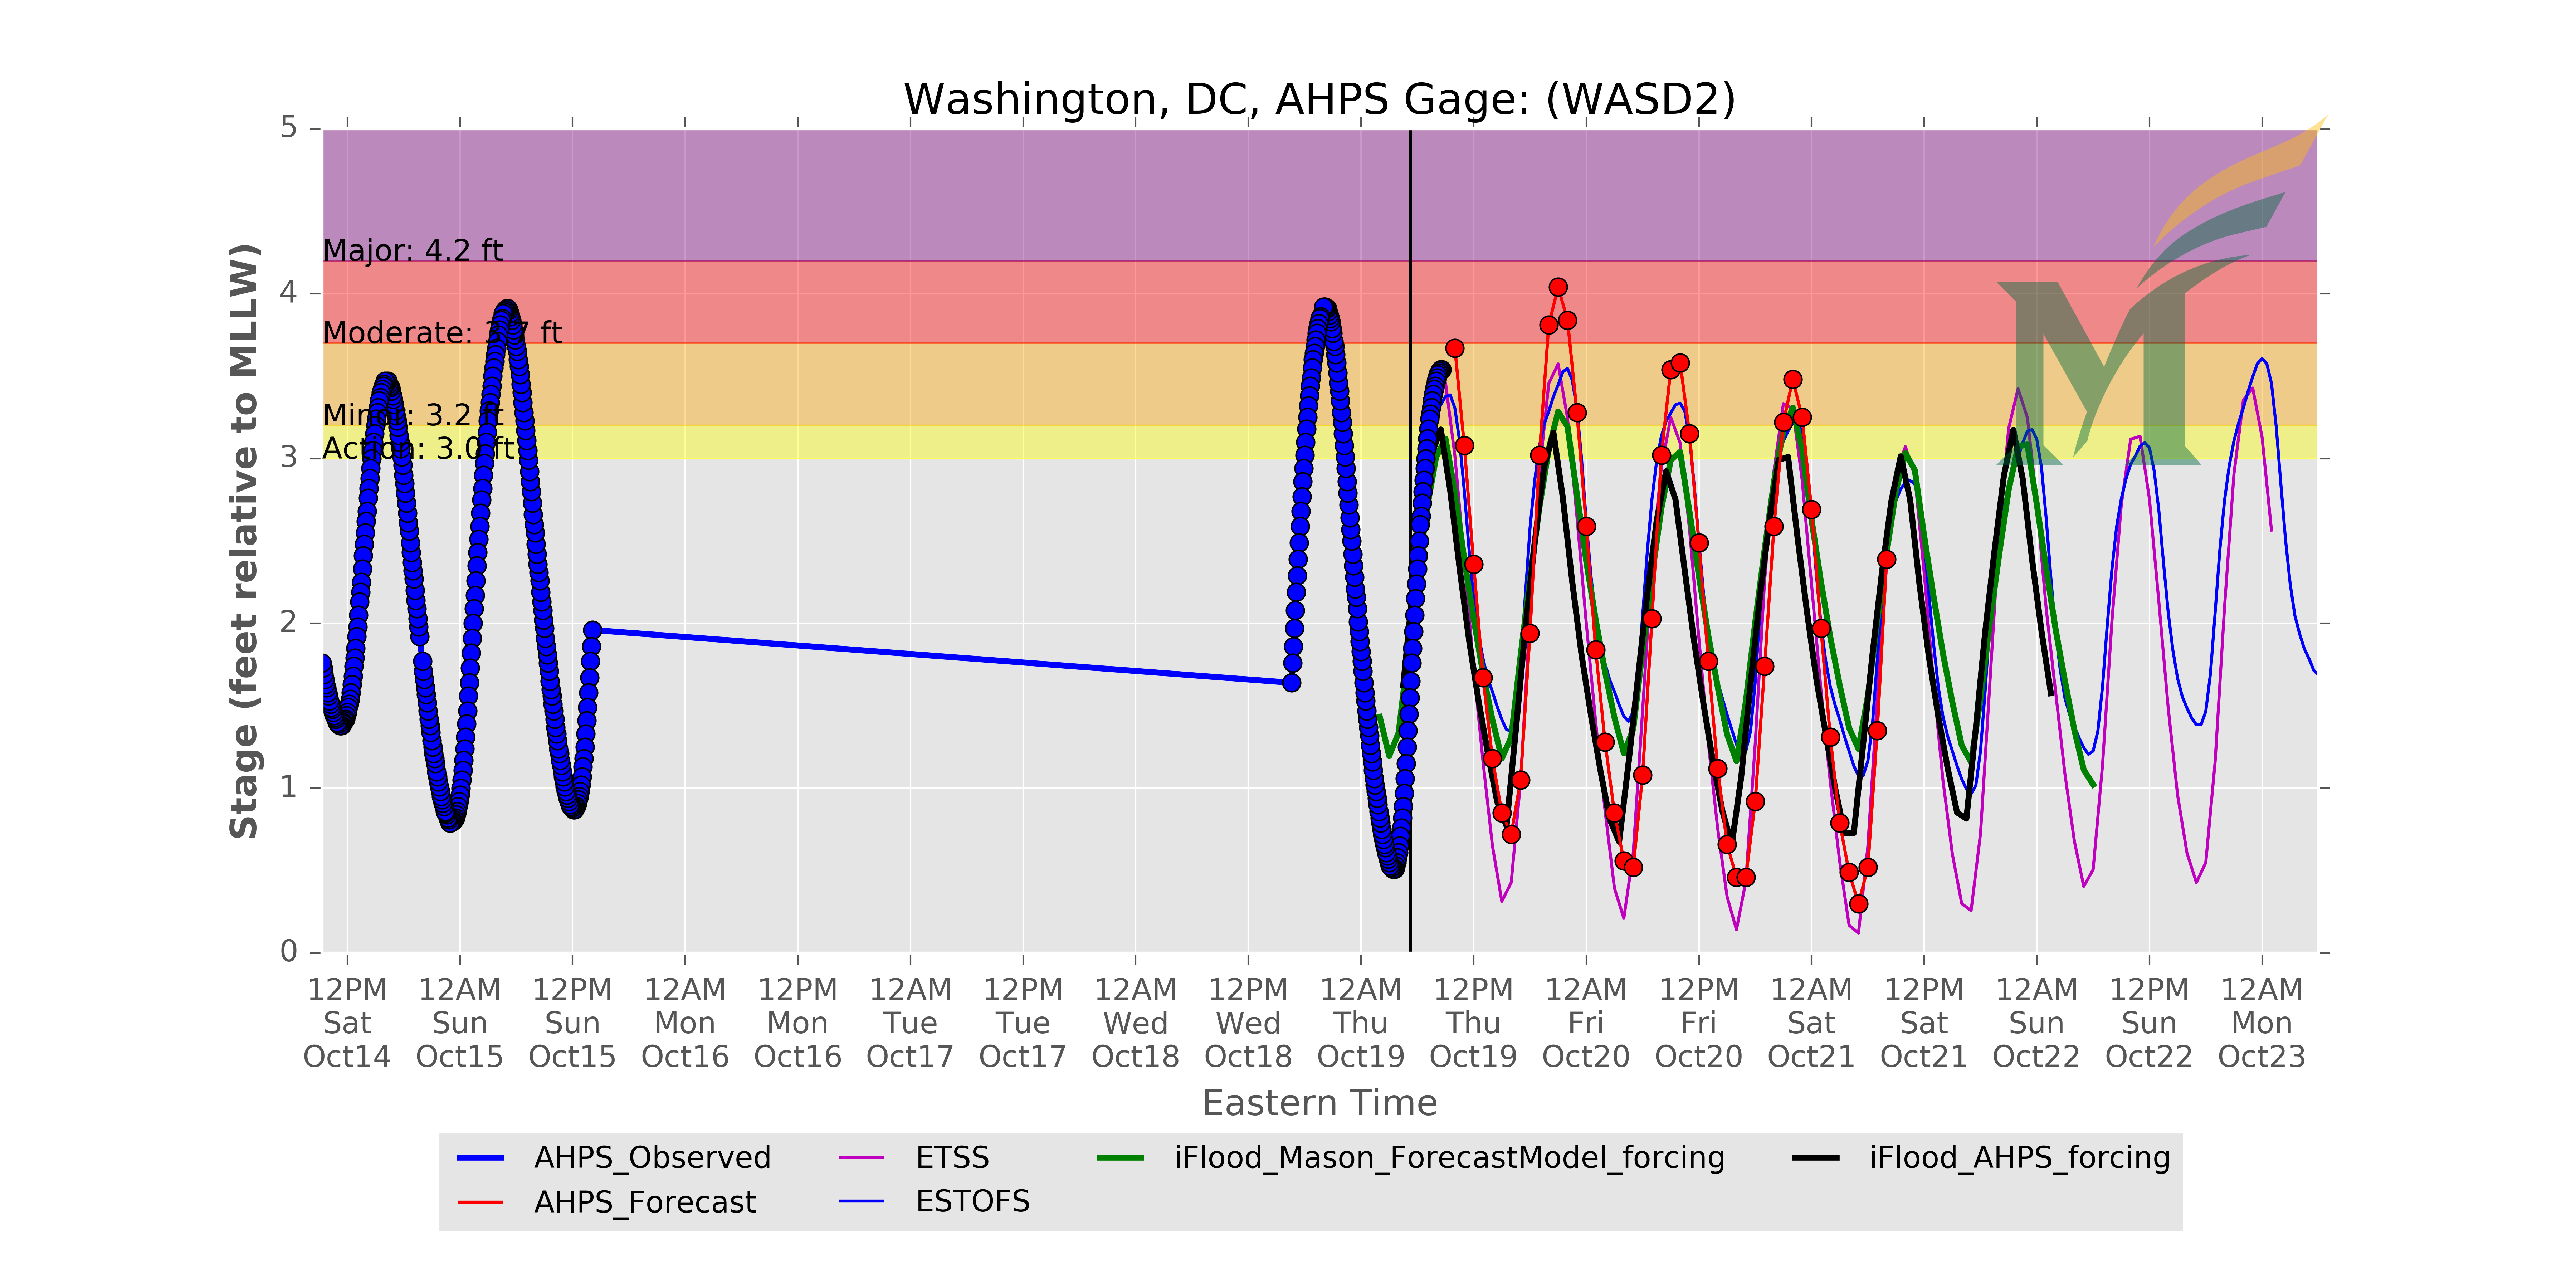 Washington, DC, AHPS Gage: (WASD2)
Stage (feet relative to MLLW)
5
4
3
2
1
0
Major: 4.2 ft
Moderate: 3.7 ft
Minor: 3.2 ft
Action: 3.0 ft
12PM 12AM 12PM 12AM 12PM 12AM 12PM 12AM 12PM 12AM 12PM 12AM 12PM 12AM 12PM 12AM 12PM 12AM
Sat Sun Sun Mon Mon Tue Tue Wed Wed Thu Thu Fri Fri Sat Sat Sun Sun Mon
Oct14 Oct15 Oct15 Oct16 Oct16 Oct17 Oct17 Oct18 Oct18 Oct19 Oct19 Oct20 Oct20 Oct21 Oct21 Oct22 Oct22 Oct23
Eastern Time
AHPS_Observed ETSS iFlood_Mason_ForecastModel_forcing iFlood_AHPS_forcing
AHPS_Forecast ESTOFS
M